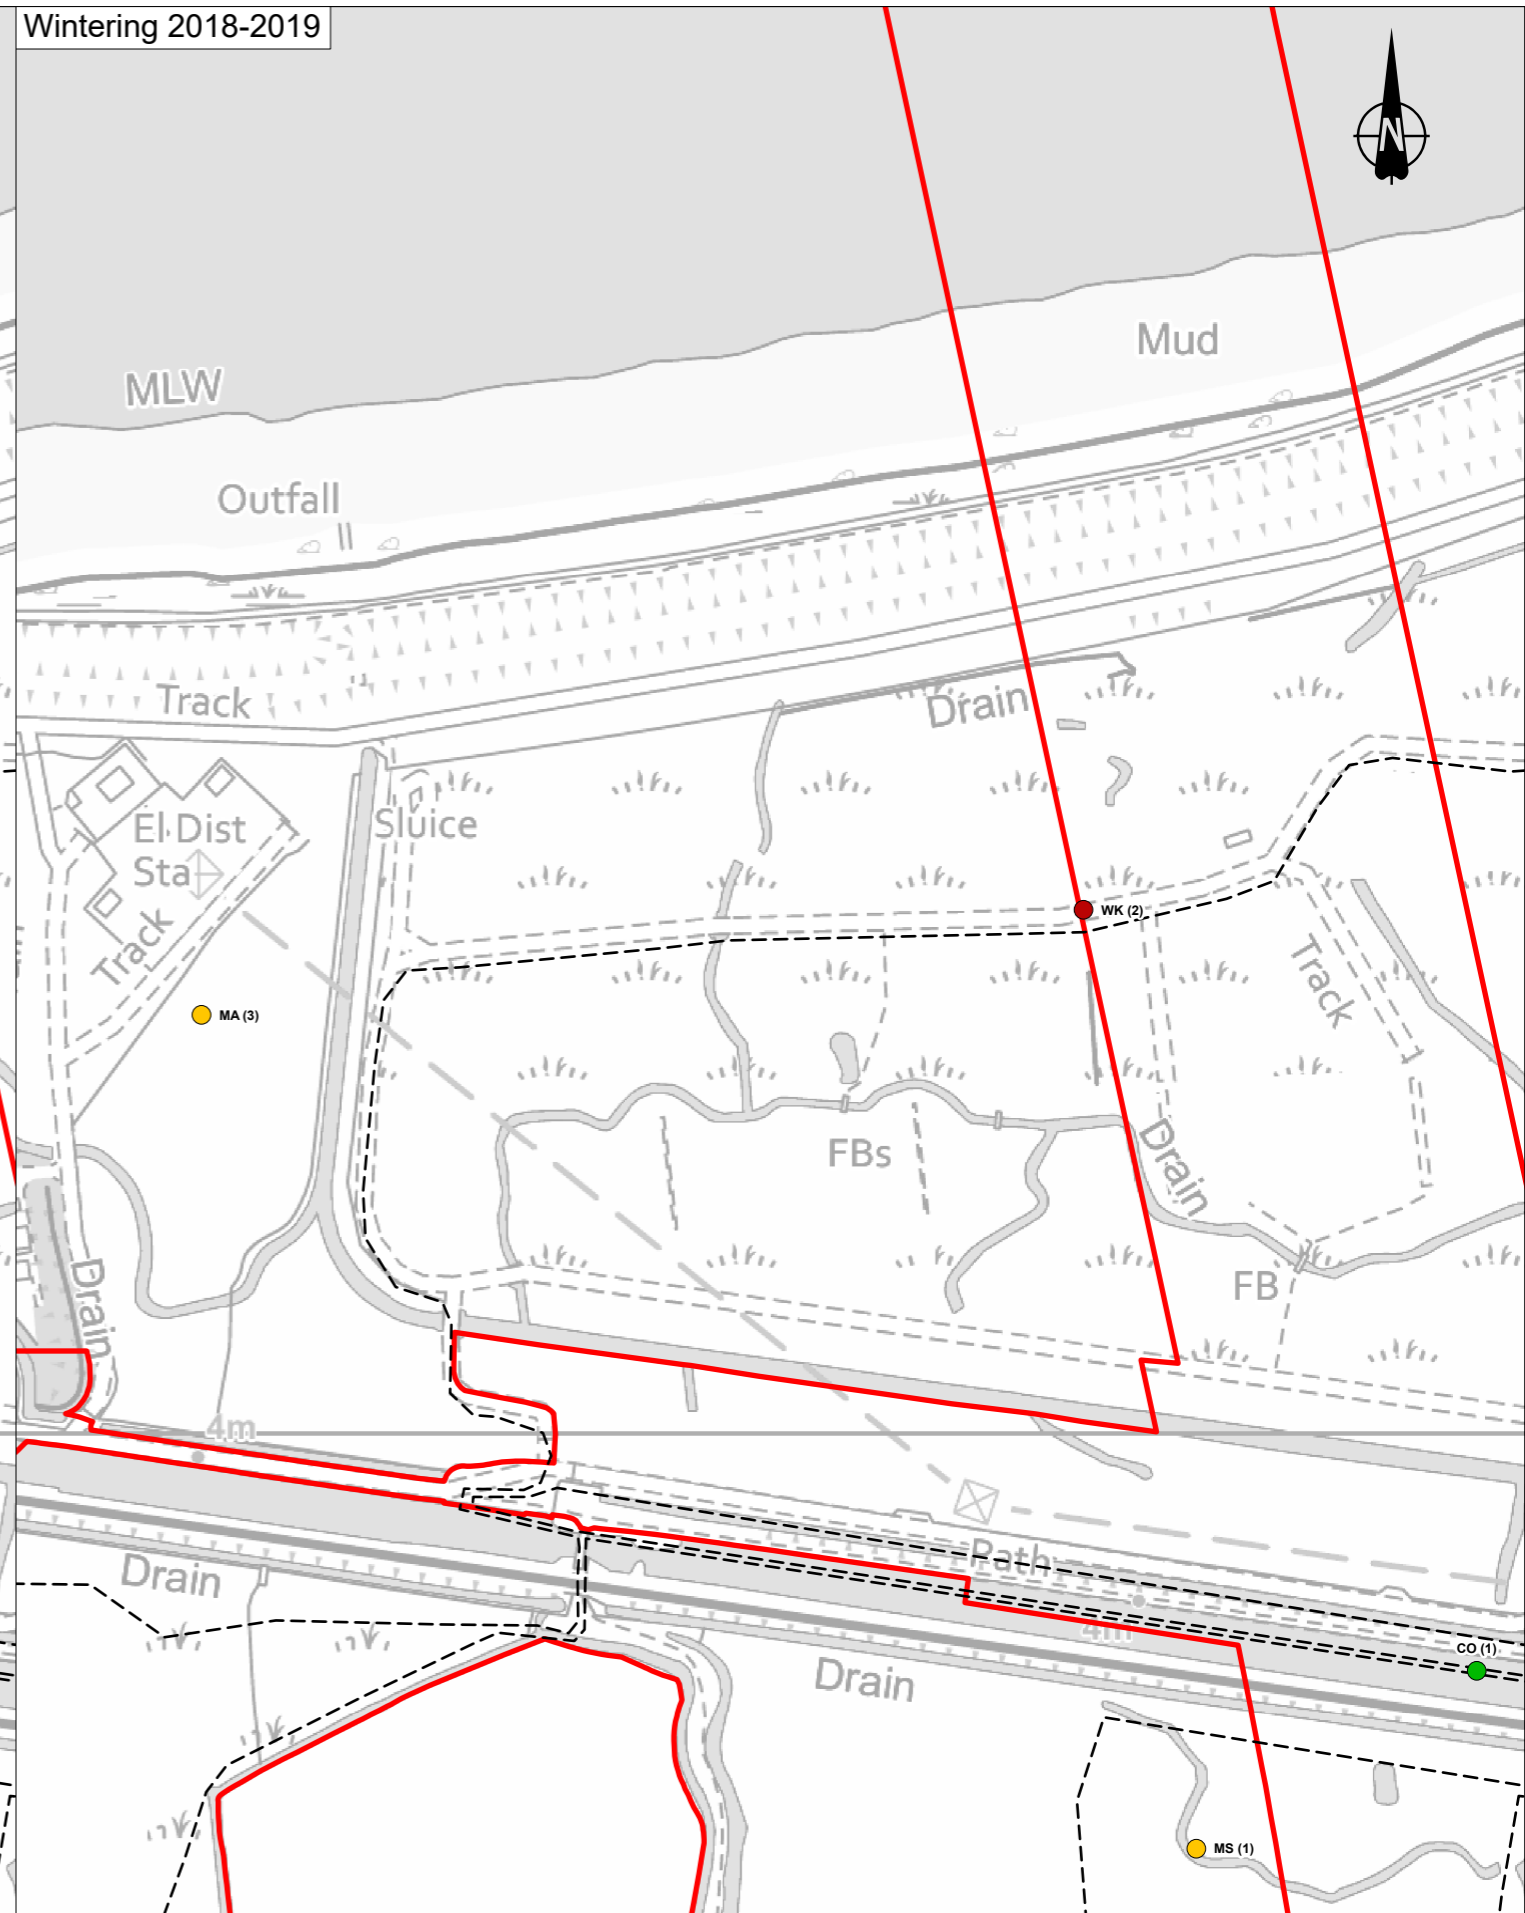 Wintering 2018-2019
N
Mud
MLW
Outfall
Track
Drain
El Dist
Sta
Sluice
Track
WK (2)
Track
MA (3)
FBs
Drain
Drain
FB
4m
Path
Drain
4m
CO (1)
Drain
MS (1)